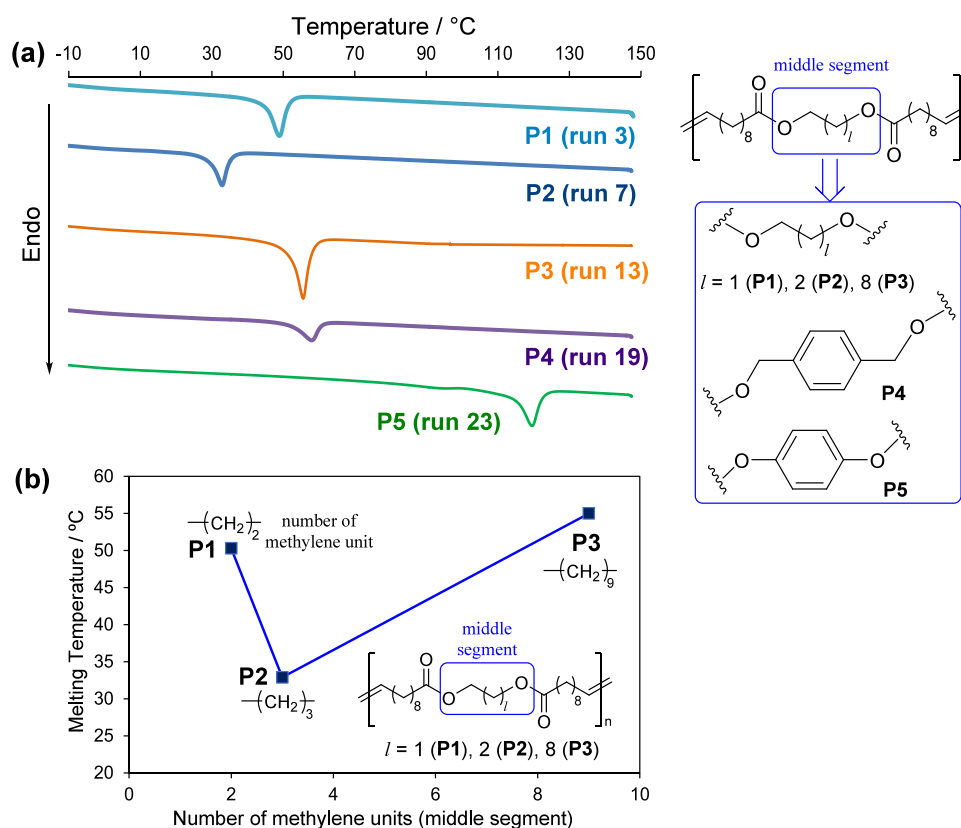 (a)
Temperature / °C
-10 10 30 50 70 90 110 130 150
Endo
P1 (run 3)
P2 (run 7)
P3 (run 13)
P4 (run 19)
P5 (run 23)
middle segment
O
O
O
O
8
l
8
O
O
l
l = 1 (P1), 2 (P2), 8 (P3)
O
O
P4
O
O
P5
(b)
Melting Temperature / ºC
60
55
50
45
40
35
30
25
20
0 2 4 6 8 10
Number of methylene units (middle segment)
(CH2)2
number of
methylene unit
P1
P2
(CH2)3
P3
(CH2)9
middle
segment
O
O
O
O
8
l
8
n
l = 1 (P1), 2 (P2), 8 (P3)